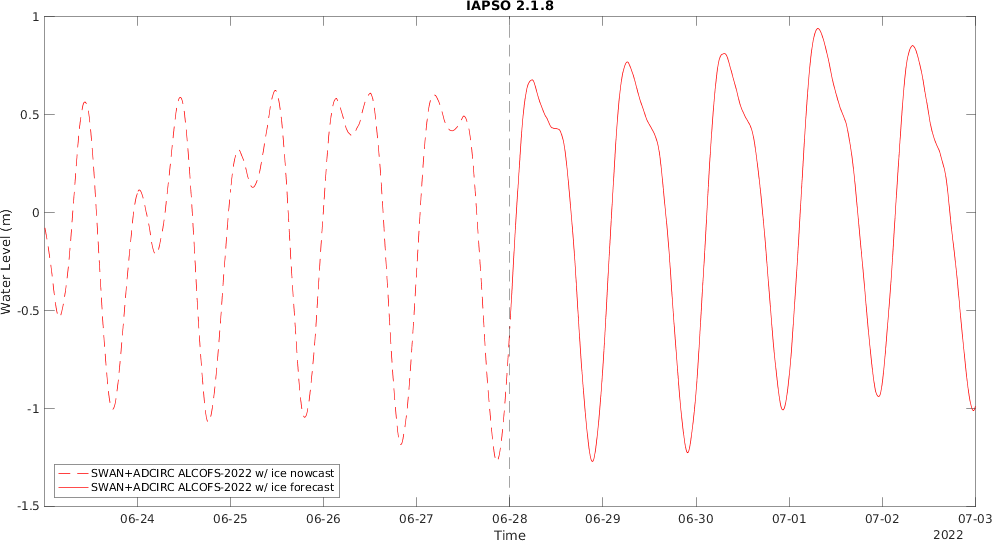 IAPSO 2.1.8
1
0.5
0
-0.5
-1
-1.5
Water Level (m)
SWAN+ADCIRC ALCOFS-2022 w/ ice nowcast
SWAN+ADCIRC ALCOFS-2022 w/ ice forecast
06-24 06-25 06-26 06-27 06-28 06-29 06-30 07-01 07-02 07-03
Time
2022